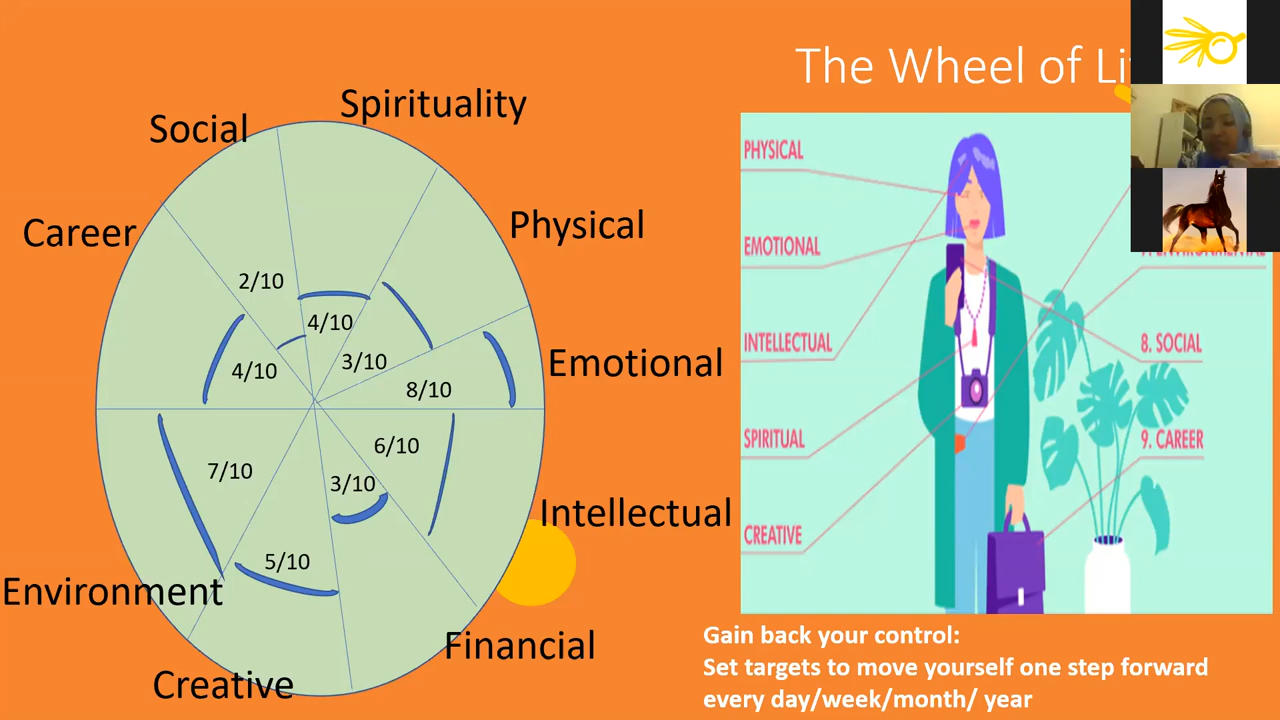 The Wheel of
Spirituality
Social
Career
Physical
Emotional
Intellectual
Financial
Creative
Environment
2/10
4/10
3/10
8/10
4/10
6/10
7/10
3/10
5/10
PHYSICAL
EMOTIONAL
INTELLECTUAL
SPIRITUAL
CREATIVE
8. SOCIAL
9. CAREER
Gain back your control:
Set targets to move yourself one step forward
every day/week/month/ year